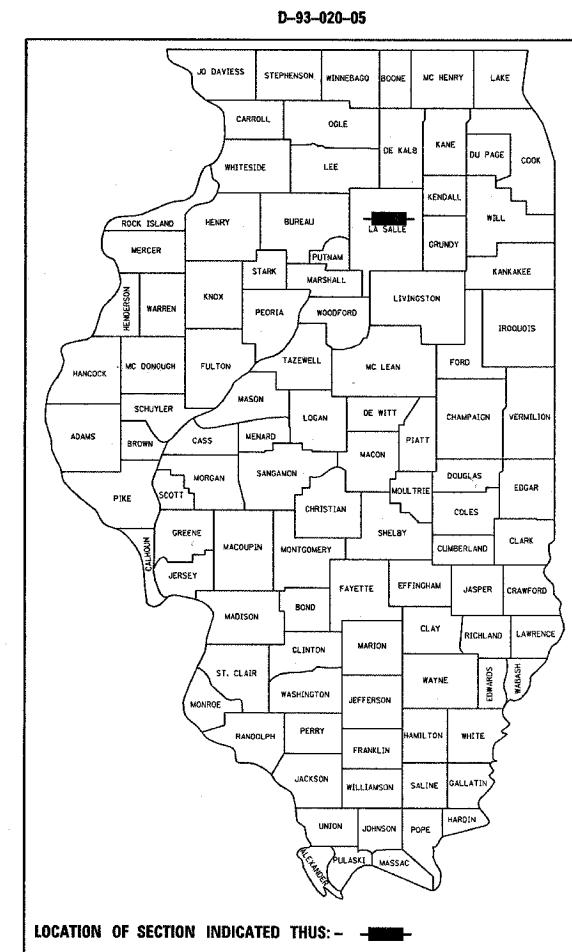 D-93-020-05
JO DAVIESS STEPHENSON WINNEBAGO BOONE MC HENRY LAKE
CARROLL OGLE
DE KALB KANE DU PAGE COOK
WHITESIDE LEE
KENDALL WILL
ROCK ISLAND HENRY BUREAU LA SALLE GRUNDY
MERCER PUTNAM
STARK MARSHALL KANKAKEE
HENDERSON WARREN KNOX PEORIA WOODFORD LIVINGSTON IROQUOIS
HANCOCK MC DONOUGH FULTON TAZEWELL MC LEAN FORD
MASON
SCHUYLER LOGAN DE WITT CHAMPAIGN VERMILION
ADAMS BROWN CASS MENARD MACON PIATT
PIKE SCOTT MORGAN SANGAMON MOULTRIE DOUGLAS EDGAR
CHRISTIAN COLES
CALHOUN GREENE MACOUPIN MONTGOMERY SHELBY CUMBERLAND CLARK
JERSEY FAYETTE EFFINGHAM JASPER CRAWFORD
MADISON BOND
CLAY RICHLAND LAWRENCE
CLINTON MARION
ST. CLAIR WAYNE EDWARDS WABASH
MONROE WASHINGTON JEFFERSON
RANDOLPH PERRY HAMILTON WHITE
FRANKLIN
JACKSON WILLIAMSON SALINE GALLATIN
UNION JOHNSON POPE HARDIN
ALEXANDER PULASKI MASSAC
LOCATION OF SECTION INDICATED THUS: -